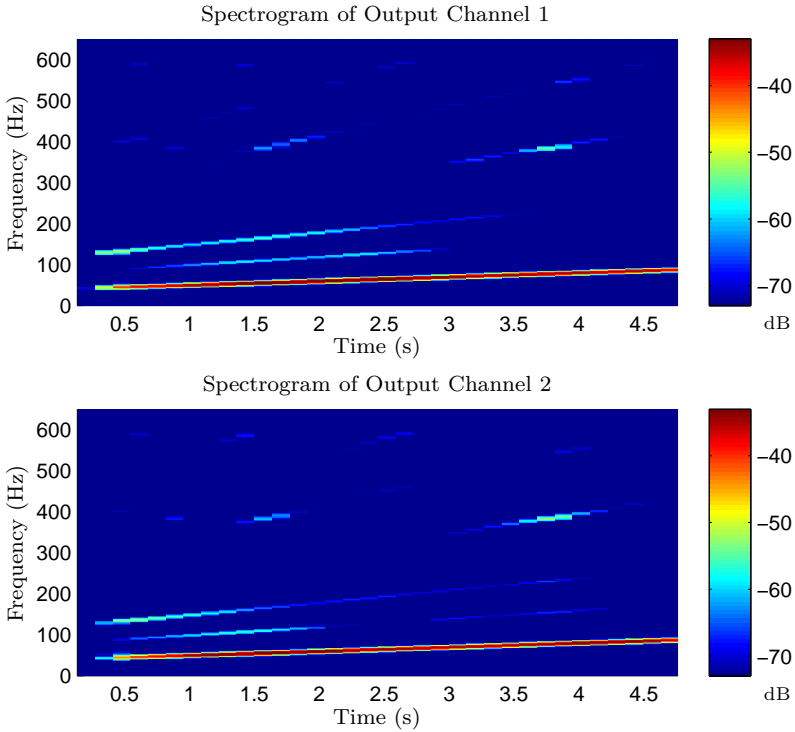 Spectrogram of Output Channel 1
600
500
400
300
200
100
0
Frequency (Hz)
0.5 1 1.5 2 2.5 3 3.5 4 4.5
Time (s)
−40
−50
−60
−70
dB
Spectrogram of Output Channel 2
600
500
400
300
200
100
0
Frequency (Hz)
0.5 1 1.5 2 2.5 3 3.5 4 4.5
Time (s)
−40
−50
−60
−70
dB